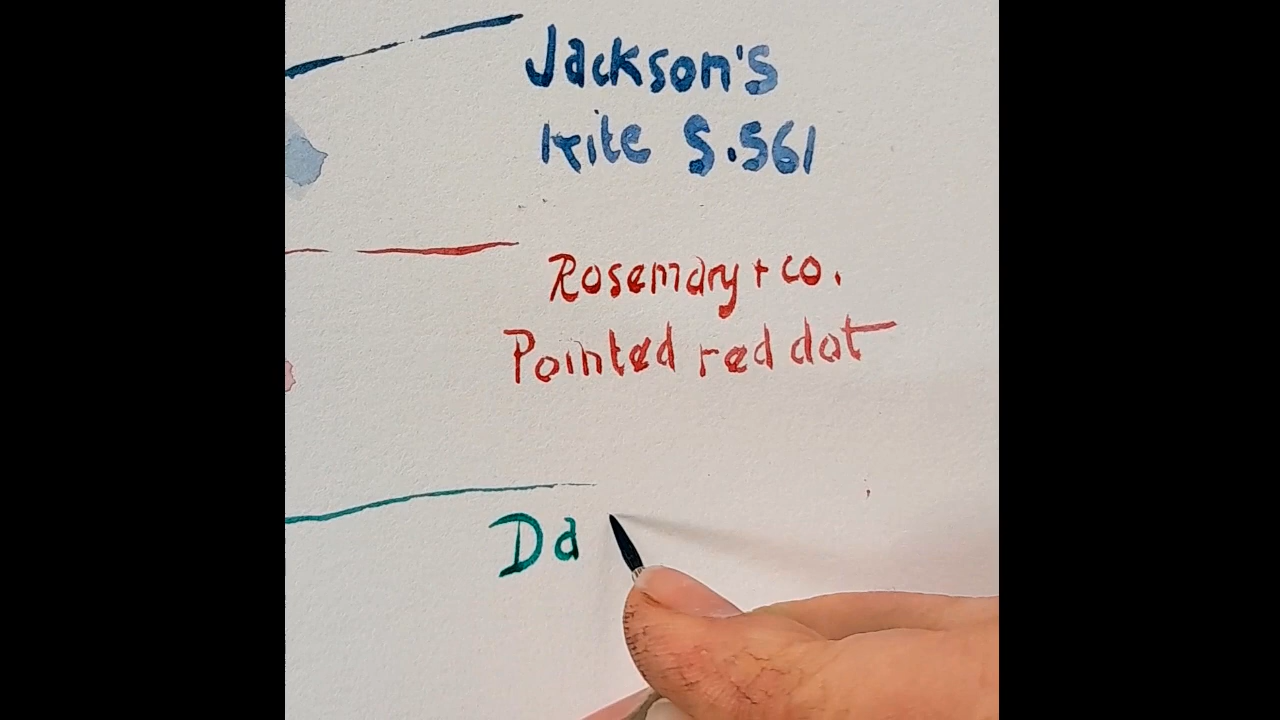 Jackson's
kite S.561
Rosemary + co.
Pointed red dot
Da